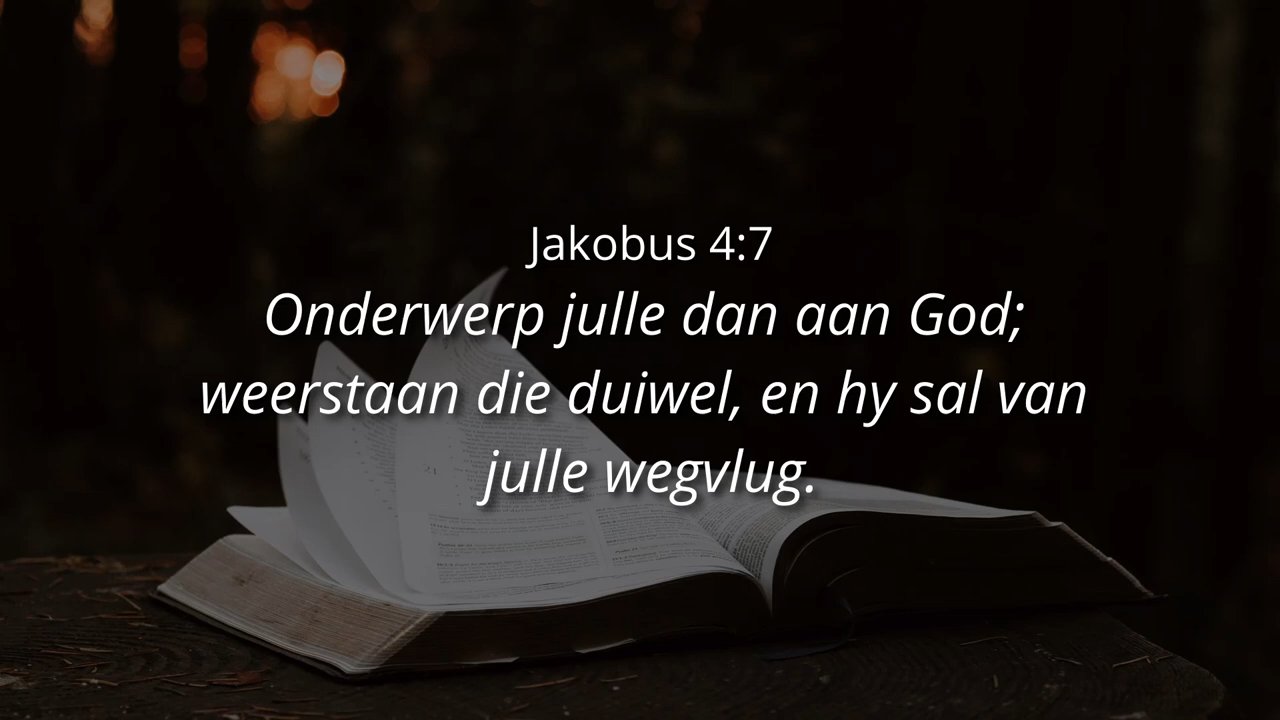 Jakobus 4:7
Onderwerp julle dan aan God;
weerstaan die duiwel, en hy sal van
julle wegvlug.